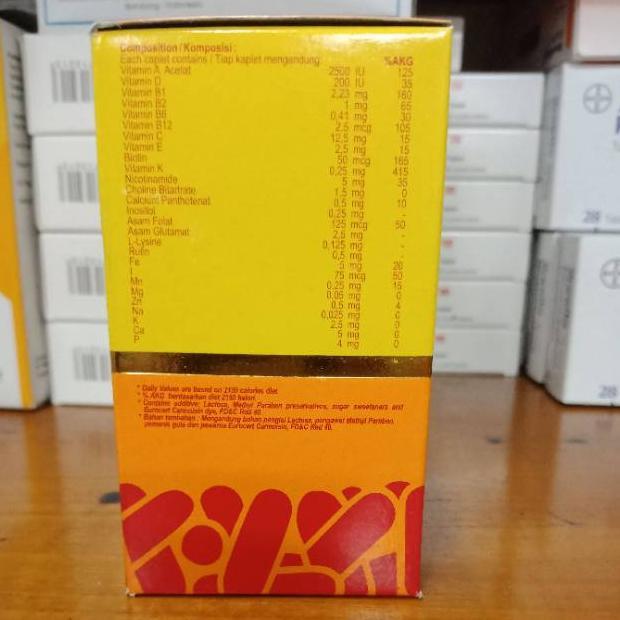 Composition / Komposisi :
Each caplet contains / Tiap kaplet mengandung %AKG
Vitamin A Acetat 2500 IU 125
Vitamin D 200 IU 35
Vitamin B1 2,23 mg 160
Vitamin B2 1 mg 65
Vitamin B6 0,41 mg 30
Vitamin B12 2,5 mcg 105
Vitamin C 12,5 mg 15
Vitamin E 2,5 mg 15
Biotin 50 mcg 165
Vitamin K 0,25 mg 415
Nicotinamide 5 mg 35
Choline Bitartrate 1,5 mg 0
Calcium Panthotenat 0,5 mg 10
Inositol 0,25 mg -
Asam Folat 125 mcg 50
Asam Glutamat 2,5 mg -
L-Lysine 0,125 mg -
Rutin 0,5 mg -
Fe 5 mg 20
I 75 mcg 50
Mn 0.25 mg 15
Mg 0.05 mg 0
Zn 0,5 mg 4
Na 0,025 mg 0
K 2.5 mg 0
Ca 5 mg 0
P 4 mg 0
* Daily Values are based on 2150 calories diet
* % AKG berdasarkan diet 2150 kalori
* Contains additive: Lactosa, Methyl Paraben preservatives, sugar sweeteners and
Eurocert Carmoisin dye, FD&C Red 40.
* Bahan tambahan : Mengandung bahan pengisi Lactosa, pengawet Methyl Paraben,
pemanis gula dan pewarna Eurocert Carmoisin, FD&C Red 40.